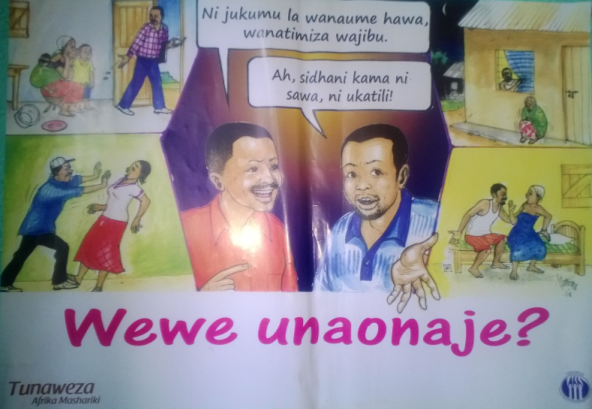 Ni jukumu la wanaume hawa,
wanatimiza wajibu.
Ah, sidhani kama ni
sawa, ni ukatili!
Wewe unaonaje?
Tunaweza
Afrika Mashariki